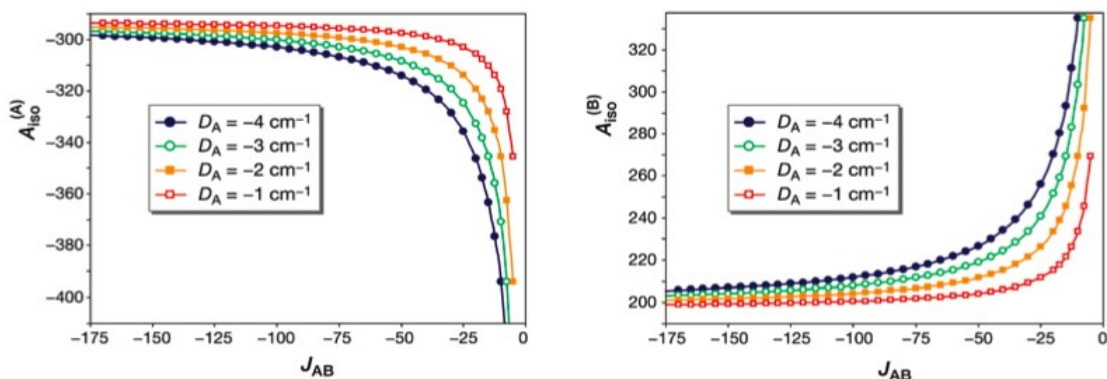 −300
−320
−340
−360
−380
−400
A_iso^(A)
D_A = −4 cm⁻¹
D_A = −3 cm⁻¹
D_A = −2 cm⁻¹
D_A = −1 cm⁻¹
−175 −150 −125 −100 −75 −50 −25 0
J_AB
320
300
280
260
240
220
200
A_iso^(B)
D_A = −4 cm⁻¹
D_A = −3 cm⁻¹
D_A = −2 cm⁻¹
D_A = −1 cm⁻¹
−175 −150 −125 −100 −75 −50 −25 0
J_AB